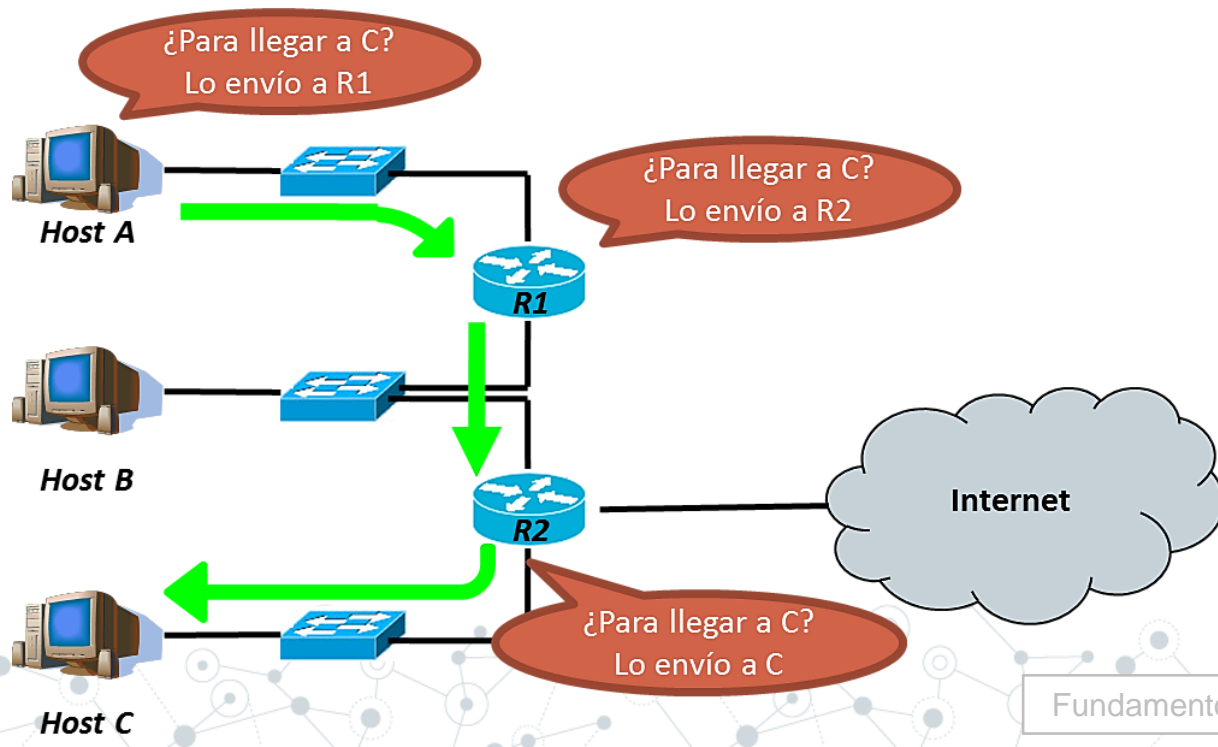 ¿Para llegar a C?
Lo envío a R1
¿Para llegar a C?
Lo envío a R2
Host A
R1
Host B
Internet
R2
¿Para llegar a C?
Lo envío a C
Host C
Fundamento